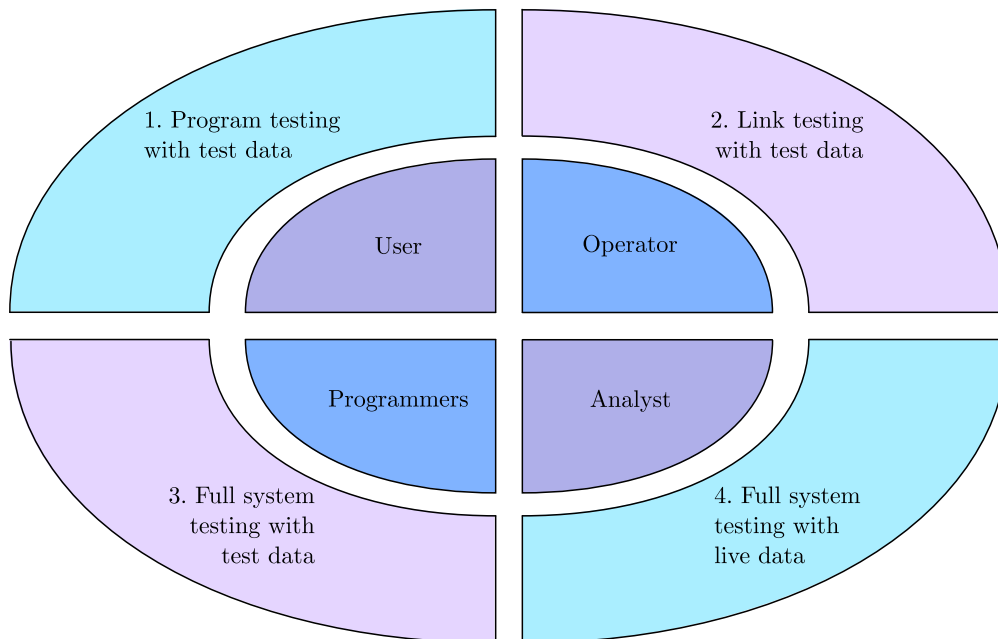 1. Program testing
with test data
2. Link testing
with test data
User
Operator
Programmers
Analyst
3. Full system
testing with
test data
4. Full system
testing with
live data